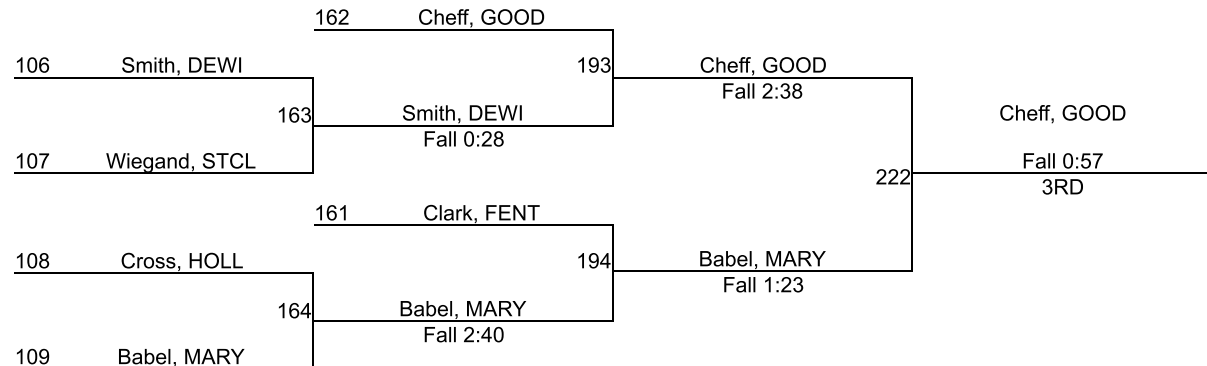 162 Cheff, GOOD
106 Smith, DEWI
193 Cheff, GOOD
Fall 2:38
163 Smith, DEWI
Cheff, GOOD
Fall 0:28
107 Wiegand, STCL
Fall 0:57
222
3RD
161 Clark, FENT
108 Cross, HOLL
194 Babel, MARY
Fall 1:23
164 Babel, MARY
Fall 2:40
109 Babel, MARY